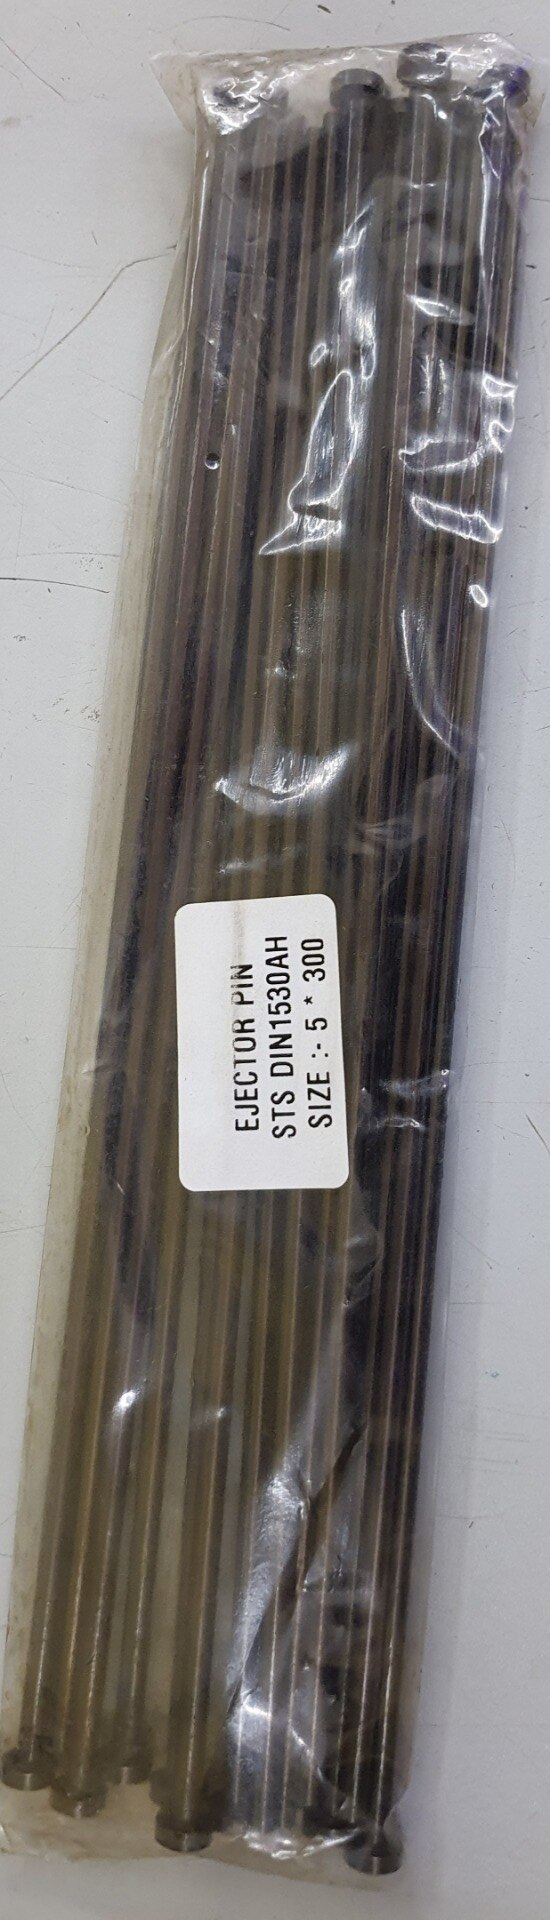 EJECTOR PIN
STS DIN1530AH
SIZE :- 5 * 300